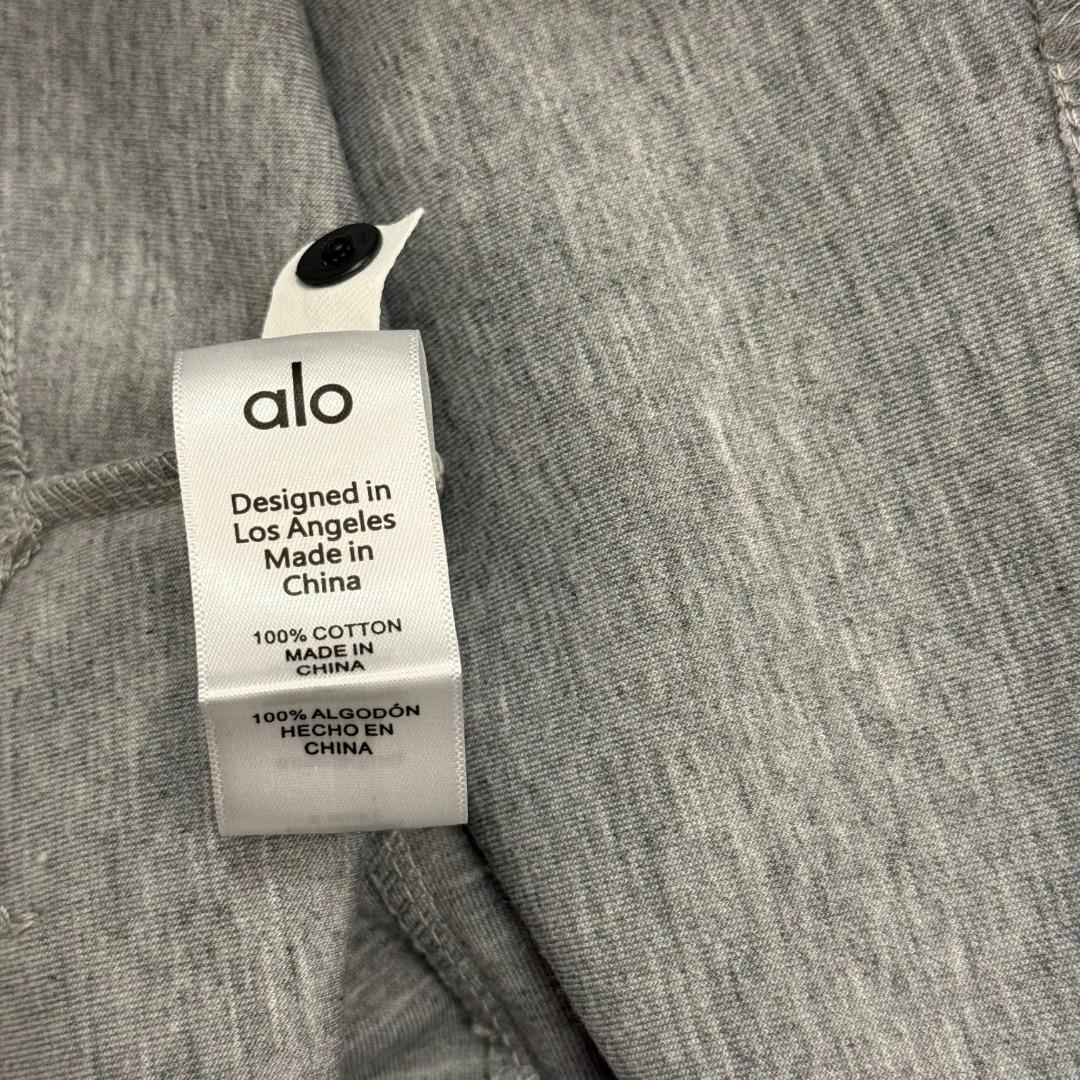 alo
Designed in
Los Angeles
Made in
China
100% COTTON
MADE IN
CHINA
100% ALGODÓN
HECHO EN
CHINA